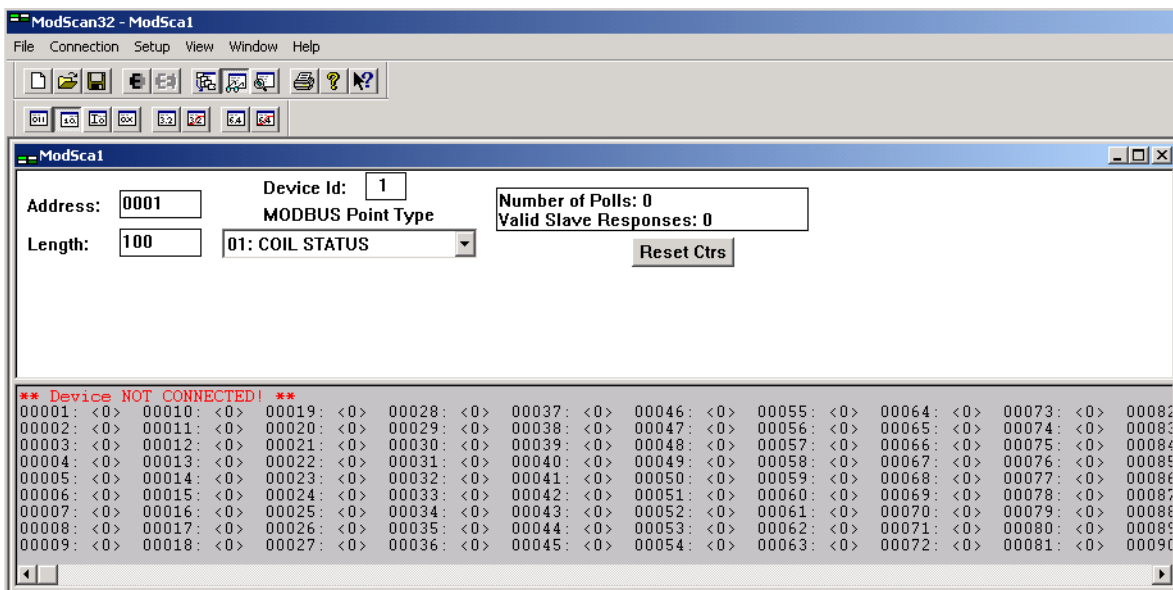 ModScan32 - ModSca1
File Connection Setup View Window Help
ModSca1
Address: 0001
Device Id: 1
MODBUS Point Type
Length: 100
01: COIL STATUS
Number of Polls: 0
Valid Slave Responses: 0
Reset Ctrs
** Device NOT CONNECTED! **
00001: <0> 00010: <0> 00019: <0> 00028: <0> 00037: <0> 00046: <0> 00055: <0> 00064: <0> 00073: <0>
00002: <0> 00011: <0> 00020: <0> 00029: <0> 00038: <0> 00047: <0> 00056: <0> 00065: <0> 00074: <0>
00003: <0> 00012: <0> 00021: <0> 00030: <0> 00039: <0> 00048: <0> 00057: <0> 00066: <0> 00075: <0>
00004: <0> 00013: <0> 00022: <0> 00031: <0> 00040: <0> 00049: <0> 00058: <0> 00067: <0> 00076: <0>
00005: <0> 00014: <0> 00023: <0> 00032: <0> 00041: <0> 00050: <0> 00059: <0> 00068: <0> 00077: <0>
00006: <0> 00015: <0> 00024: <0> 00033: <0> 00042: <0> 00051: <0> 00060: <0> 00069: <0> 00078: <0>
00007: <0> 00016: <0> 00025: <0> 00034: <0> 00043: <0> 00052: <0> 00061: <0> 00070: <0> 00079: <0>
00008: <0> 00017: <0> 00026: <0> 00035: <0> 00044: <0> 00053: <0> 00062: <0> 00071: <0> 00080: <0>
00009: <0> 00018: <0> 00027: <0> 00036: <0> 00045: <0> 00054: <0> 00063: <0> 00072: <0> 00081: <0>